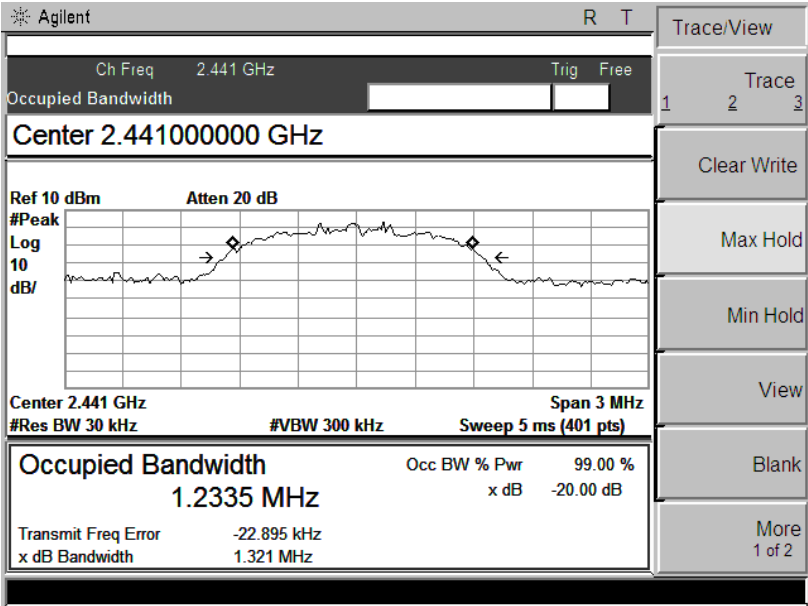 Agilent R T
Trace/View
Ch Freq 2.441 GHz Trig Free
Occupied Bandwidth
Trace
1 2 3
Center 2.441000000 GHz
Clear Write
Ref 10 dBm Atten 20 dB
#Peak
Log
10
dB/
Max Hold
Min Hold
View
Center 2.441 GHz Span 3 MHz
#Res BW 30 kHz #VBW 300 kHz Sweep 5 ms (401 pts)
Occupied Bandwidth Occ BW % Pwr 99.00 %
1.2335 MHz x dB -20.00 dB
Blank
Transmit Freq Error -22.895 kHz
x dB Bandwidth 1.321 MHz
More
1 of 2